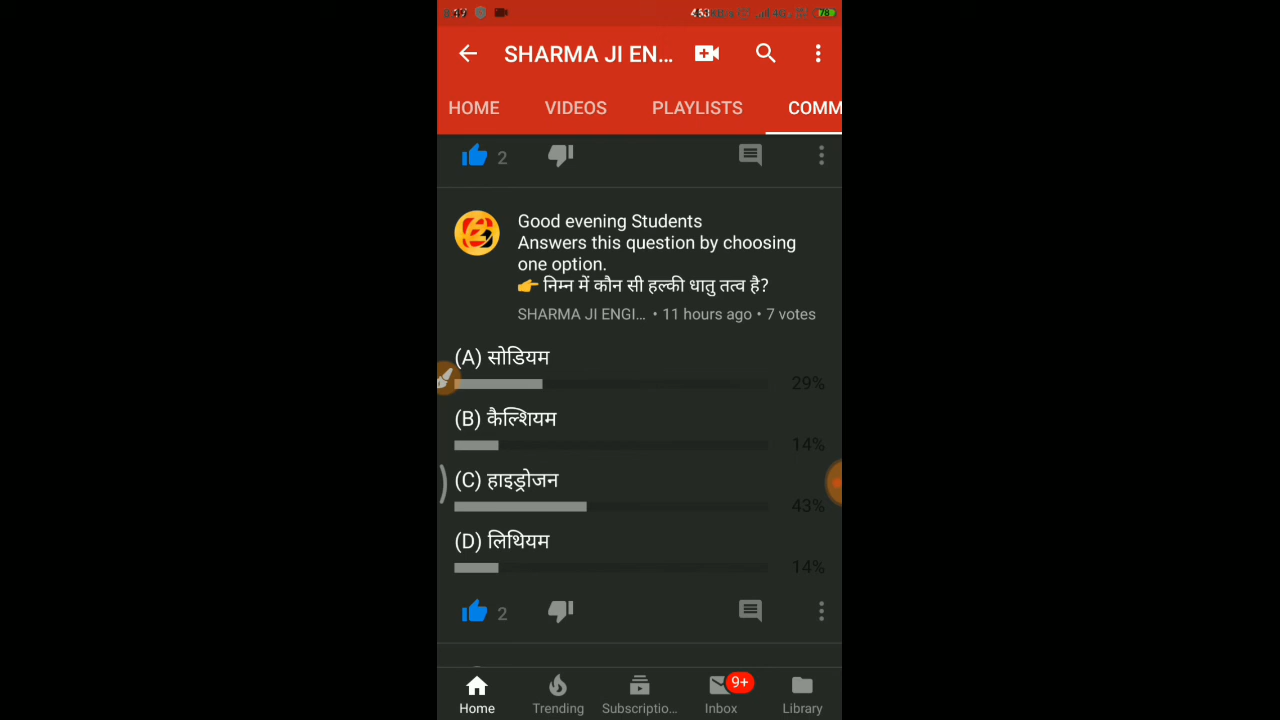 78
SHARMA JI EN...
HOME VIDEOS PLAYLISTS COMM
2
Good evening Students
Answers this question by choosing
one option.
👉 निम्न में कौन सी हल्की धातु तत्व है?
SHARMA JI ENGI... • 11 hours ago • 7 votes
(A) सोडियम
29%
(B) कैल्शियम
14%
(C) हाइड्रोजन
43%
(D) लिथियम
14%
2
9+
Home Trending Subscriptio... Inbox Library